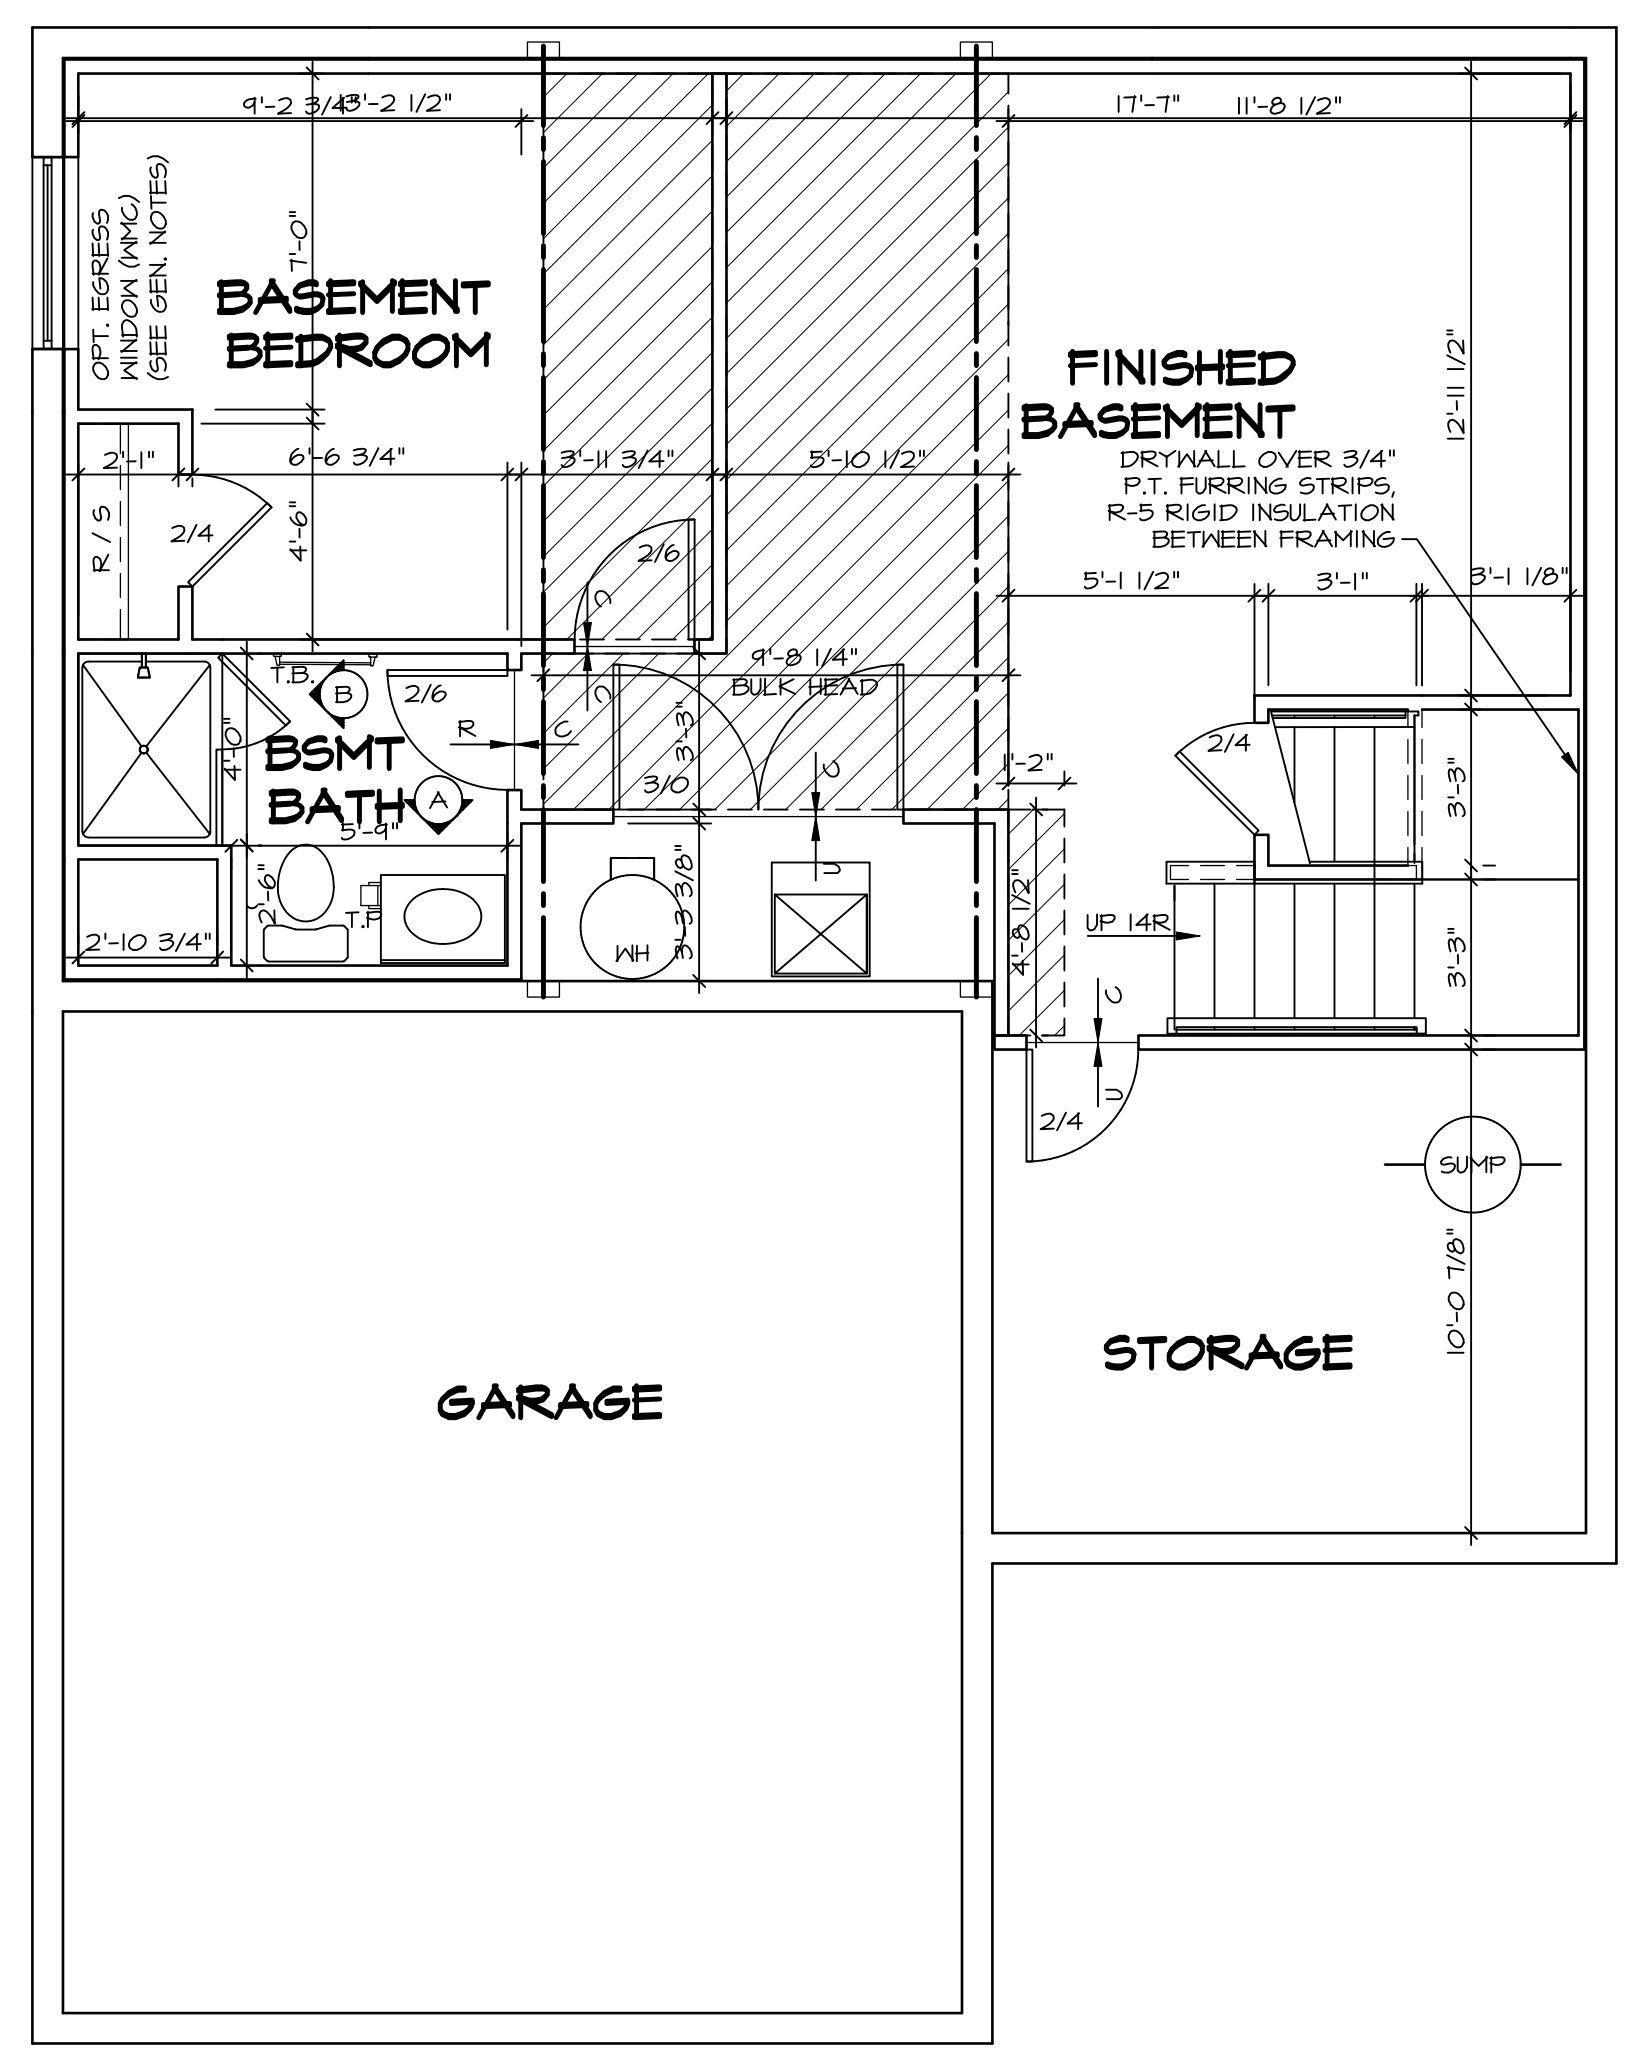 9'-2 3/4"
13'-2 1/2"
17'-7"
11'-8 1/2"
OPT. EGRESS
WINDOW (WMC)
(SEE GEN. NOTES)
7'-0"
BASEMENT
BEDROOM
FINISHED
BASEMENT
12'-11 1/2"
DRYWALL OVER 3/4"
P.T. FURRING STRIPS,
R-5 RIGID INSULATION
BETWEEN FRAMING
2'-1"
6'-6 3/4"
3'-11 3/4"
5'-10 1/2"
R / S
2/4
4'-6"
2/6
C
5'-1 1/2"
3'-1"
3'-1 1/8"
9'-8 1/4"
BULK HEAD
T.B.
B
2/6
C
R
C
3'-3"
4'-0"
BSMT
BATH
A
5'-9"
3/0
C
U
1'-2"
2/4
3'-3"
2'-6"
T.P
2'-10 3/4"
WH
3'-3 3/8"
4'-8 1/2"
UP 14R
3'-3"
C
U
2/4
SUMP
10'-0 7/8"
STORAGE
GARAGE